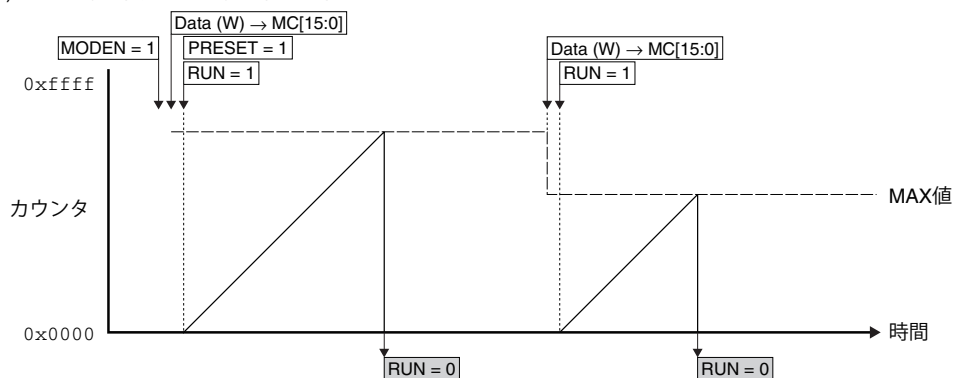 Data (W) → MC[15:0]
MODEN = 1
PRESET = 1
RUN = 1
Data (W) → MC[15:0]
RUN = 1
0xffff
カウンタ
MAX値
0x0000
時間
RUN = 0
RUN = 0